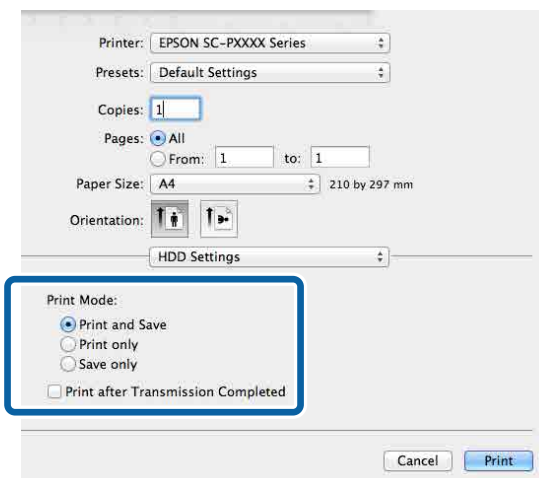 Printer: EPSON SC-PXXXX Series
Presets: Default Settings
Copies: 1
Pages: All
From: 1 to: 1
Paper Size: A4 210 by 297 mm
Orientation:
HDD Settings
Print Mode:
Print and Save
Print only
Save only
Print after Transmission Completed
Cancel Print